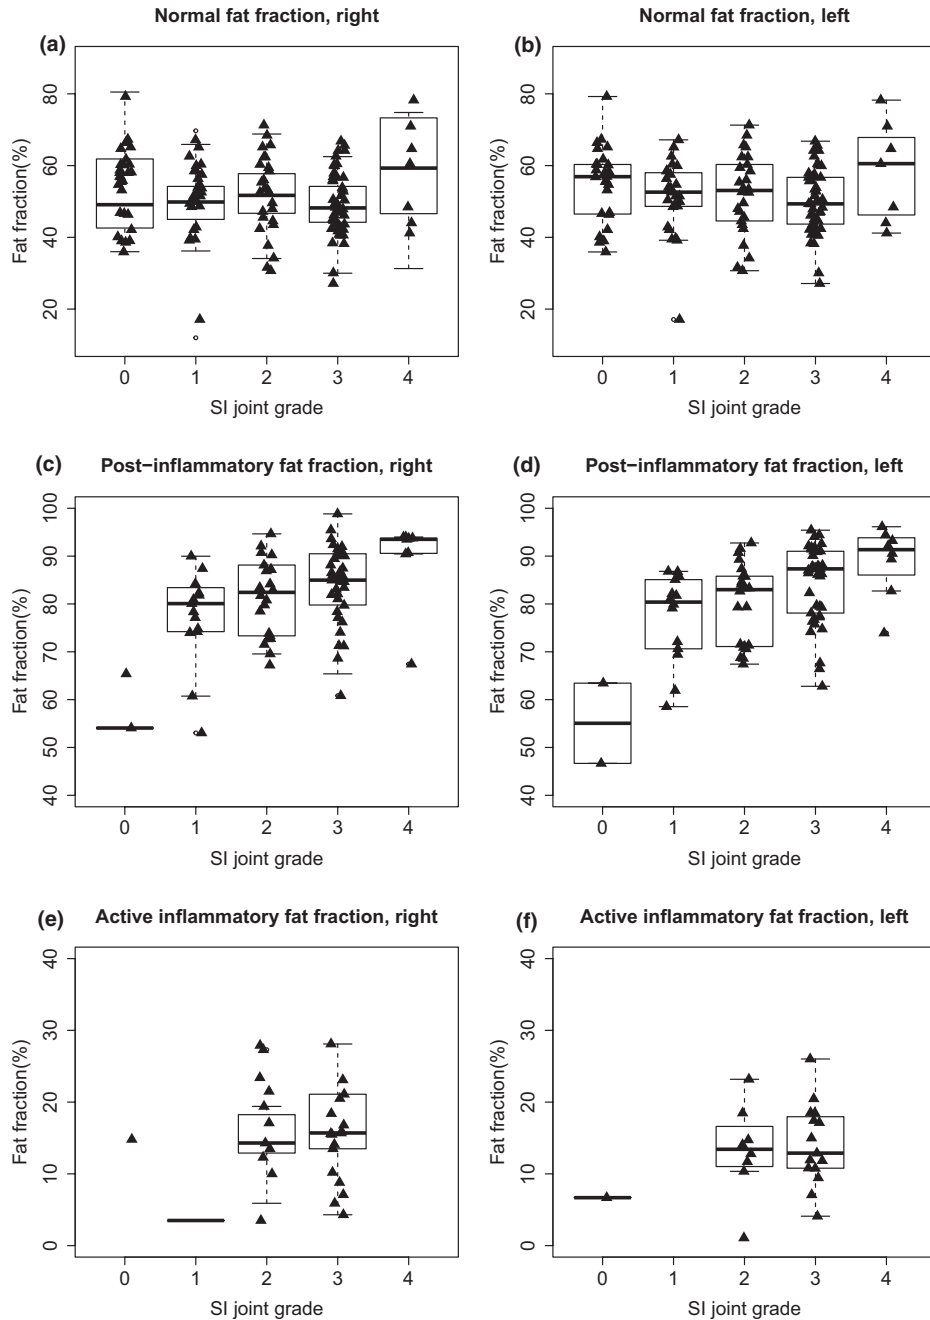 Normal fat fraction, right
(a)
80
60
40
20
Fat fraction(%)
0 1 2 3 4
SI joint grade
Normal fat fraction, left
(b)
80
60
40
20
Fat fraction(%)
0 1 2 3 4
SI joint grade
(c) Post−inflammatory fat fraction, right
100
90
80
70
60
50
40
Fat fraction(%)
0 1 2 3 4
SI joint grade
(d) Post−inflammatory fat fraction, left
100
90
80
70
60
50
40
Fat fraction(%)
0 1 2 3 4
SI joint grade
(e) Active inflammatory fat fraction, right
40
30
20
10
0
Fat fraction(%)
0 1 2 3 4
SI joint grade
(f) Active inflammatory fat fraction, left
40
30
20
10
0
Fat fraction(%)
0 1 2 3 4
SI joint grade